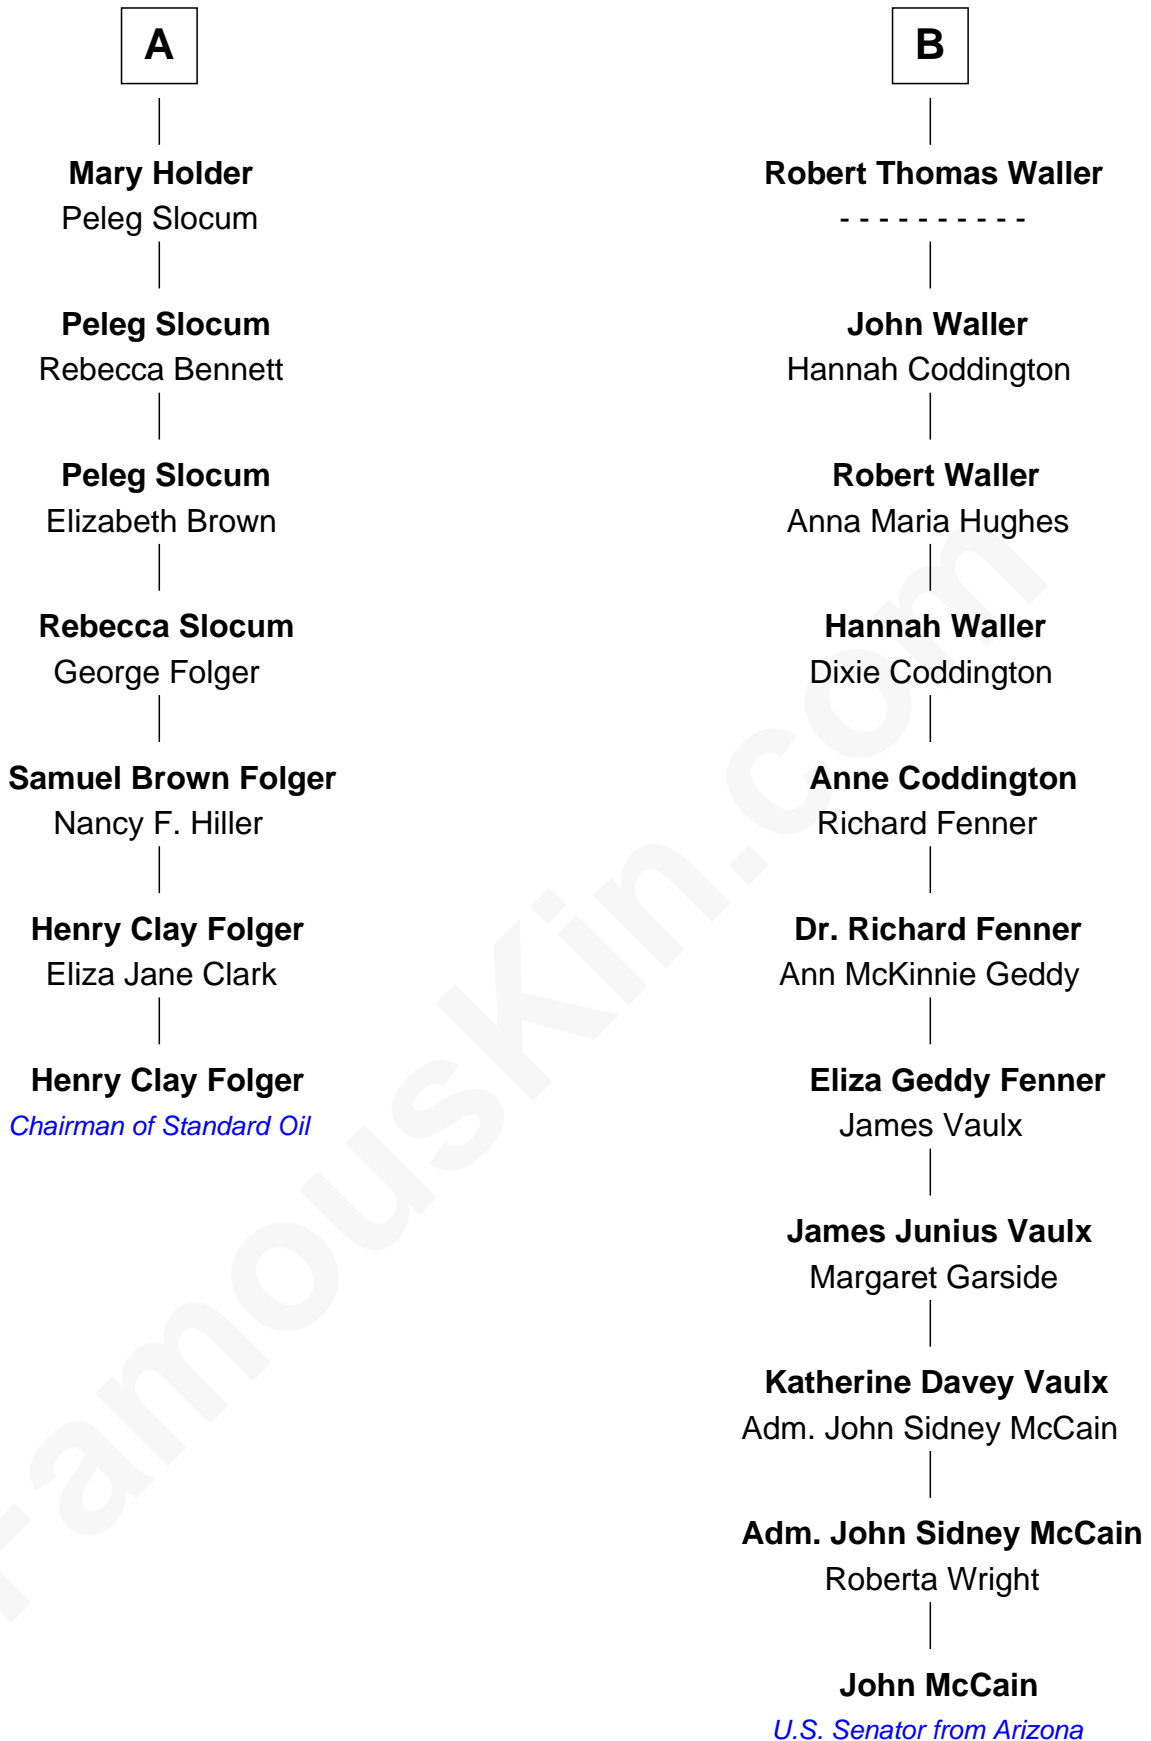 A
Mary Holder
Peleg Slocum
Peleg Slocum
Rebecca Bennett
Peleg Slocum
Elizabeth Brown
Rebecca Slocum
George Folger
Samuel Brown Folger
Nancy F. Hiller
Henry Clay Folger
Eliza Jane Clark
Henry Clay Folger
Chairman of Standard Oil
B
Robert Thomas Waller
- - - - - - - - - -
John Waller
Hannah Coddington
Robert Waller
Anna Maria Hughes
Hannah Waller
Dixie Coddington
Anne Coddington
Richard Fenner
Dr. Richard Fenner
Ann McKinnie Geddy
Eliza Geddy Fenner
James Vaulx
James Junius Vaulx
Margaret Garside
Katherine Davey Vaulx
Adm. John Sidney McCain
Adm. John Sidney McCain
Roberta Wright
John McCain
U.S. Senator from Arizona
FamousKin.com